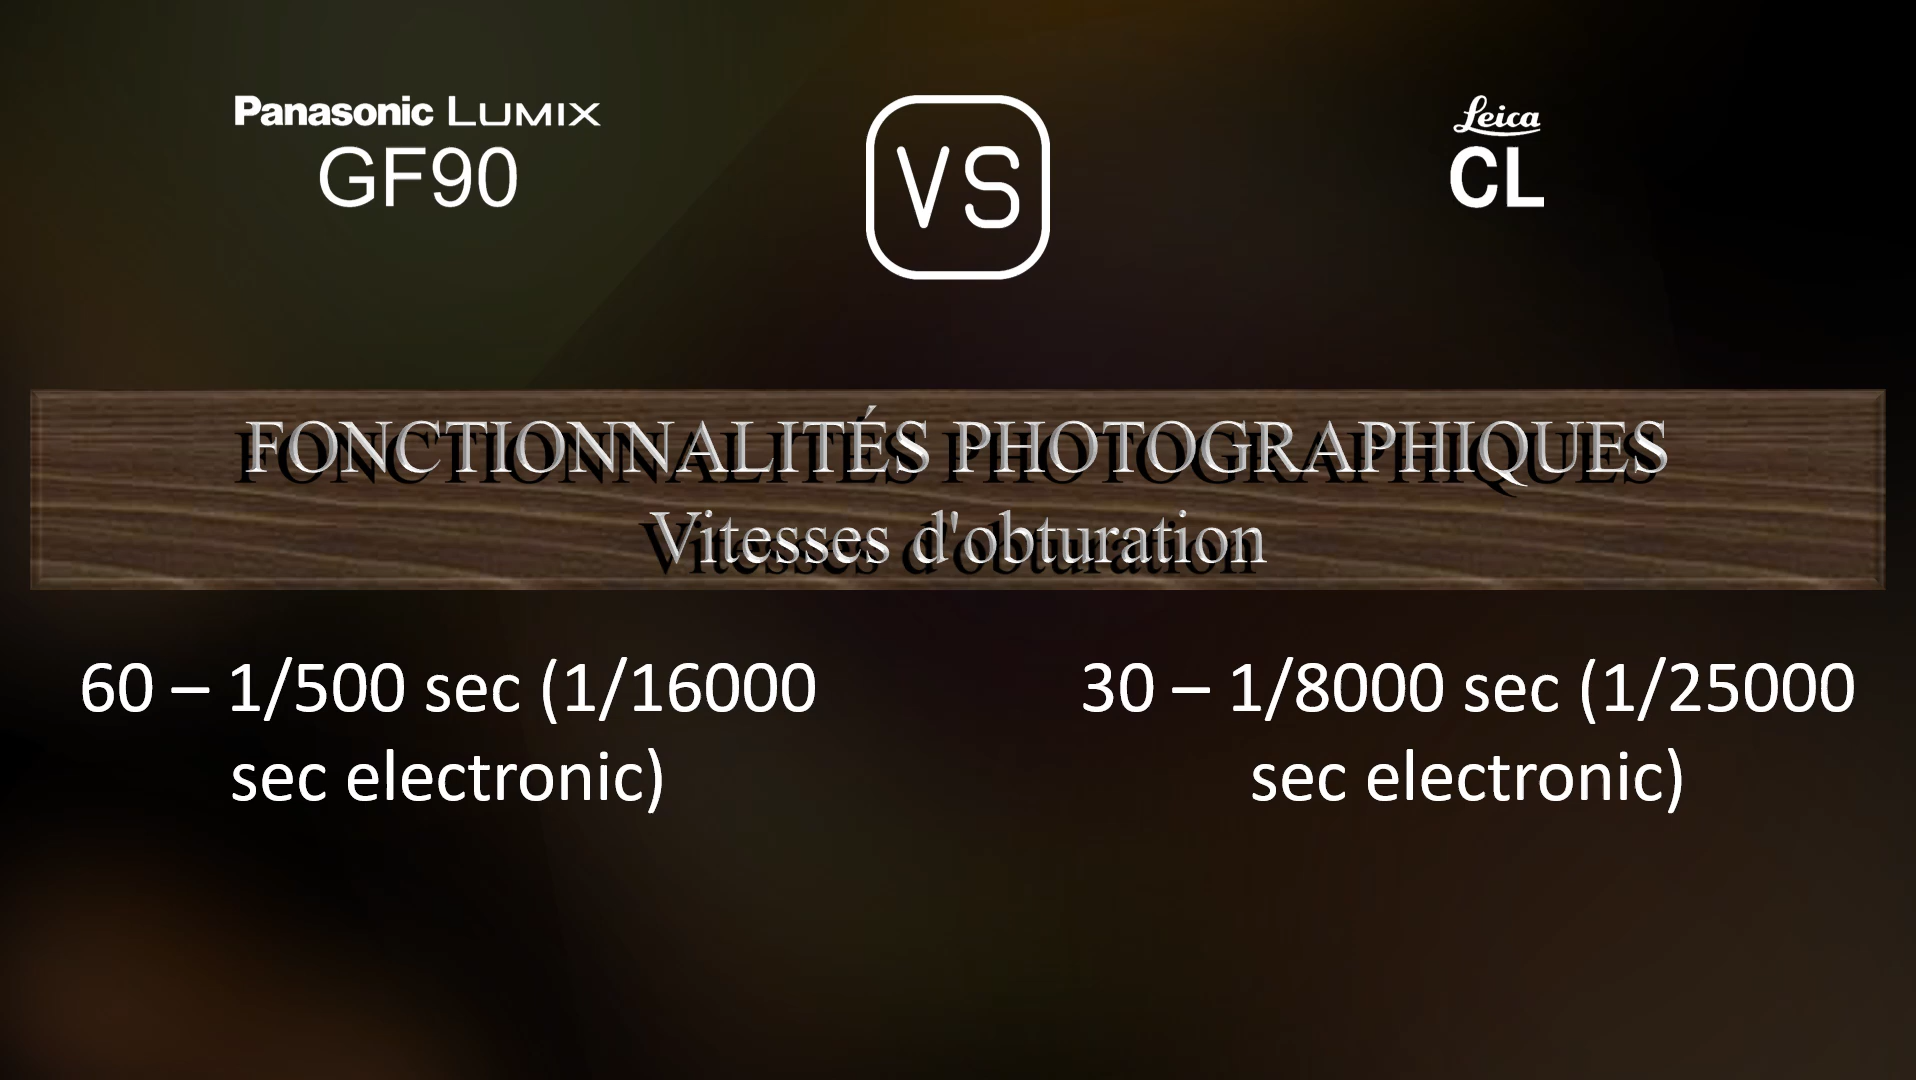 Panasonic LUMIX
GF90
VS
Leica
CL
FONCTIONNALITÉS PHOTOGRAPHIQUES
Vitesses d'obturation
60 – 1/500 sec (1/16000
sec electronic)
30 – 1/8000 sec (1/25000
sec electronic)